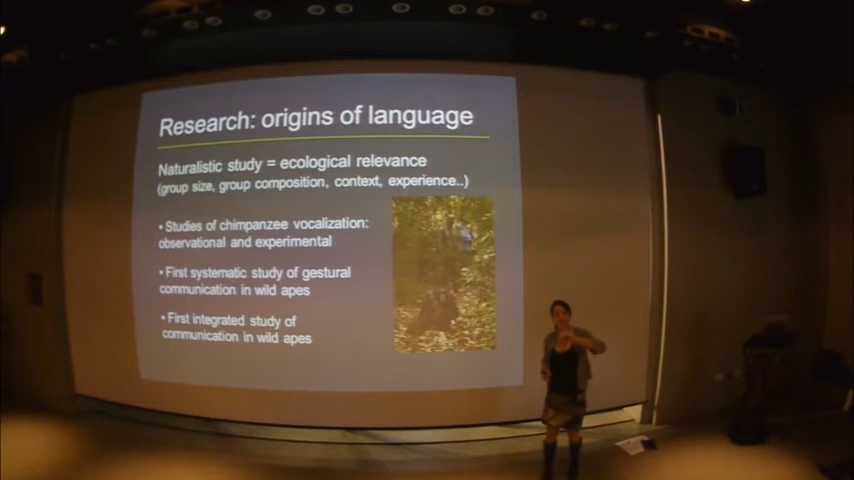 Research: origins of language
Naturalistic study = ecological relevance
(group size, group composition, context, experience..)
• Studies of chimpanzee vocalization:
observational and experimental
• First systematic study of gestural
communication in wild apes
• First integrated study of
communication in wild apes